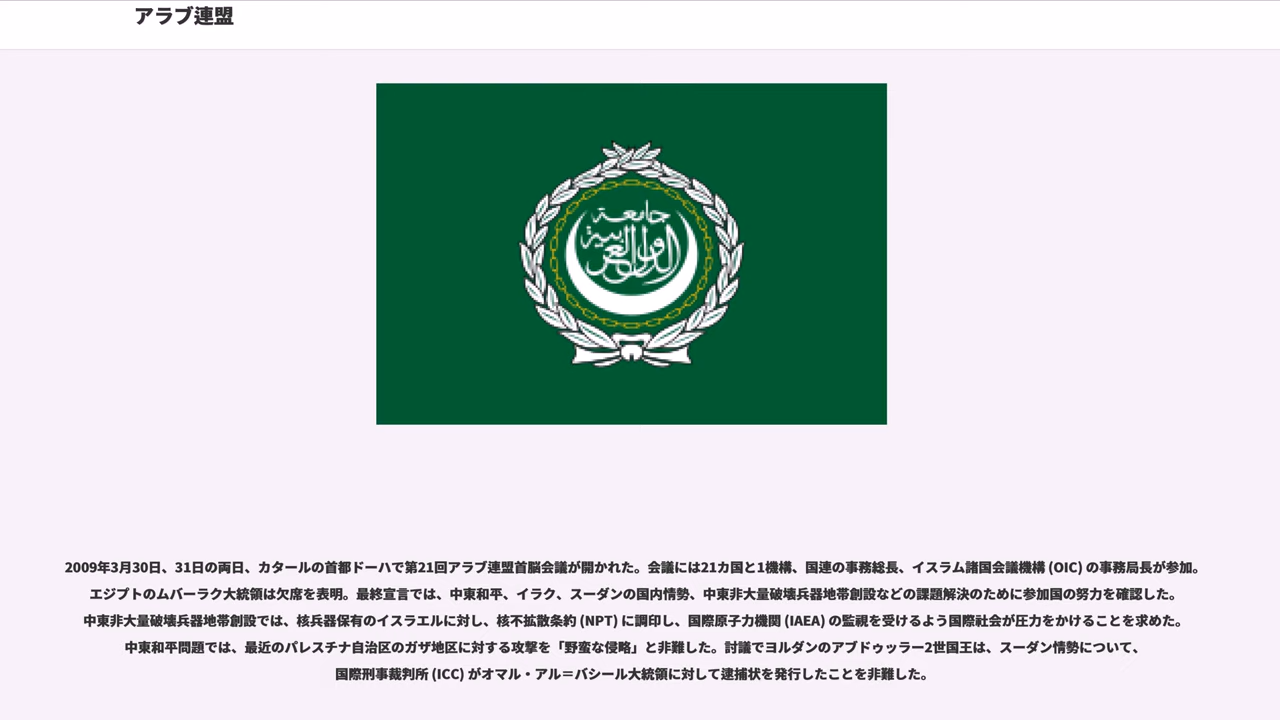 アラブ連盟
جامعة
الدول العربية
2009年3月30日、31日の両日、カタールの首都ドーハで第21回アラブ連盟首脳会議が開かれた。会議には21カ国と1機構、国連の事務総長、イスラム諸国会議機構 (OIC) の事務局長が参加。
エジプトのムバーラク大統領は欠席を表明。最終宣言では、中東和平、イラク、スーダンの国内情勢、中東非大量破壊兵器地帯創設などの課題解決のために参加国の努力を確認した。
中東非大量破壊兵器地帯創設では、核兵器保有のイスラエルに対し、核不拡散条約 (NPT) に調印し、国際原子力機関 (IAEA) の監視を受けるよう国際社会が圧力をかけることを求めた。
中東和平問題では、最近のパレスチナ自治区のガザ地区に対する攻撃を「野蛮な侵略」と非難した。討議でヨルダンのアブドゥッラー2世国王は、スーダン情勢について、
国際刑事裁判所 (ICC) がオマル・アル＝バシール大統領に対して逮捕状を発行したことを非難した。